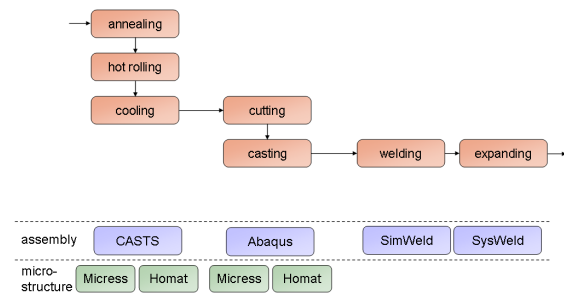 annealing
hot rolling
cooling
cutting
casting
welding
expanding
assembly
CASTS
Abaqus
SimWeld
SysWeld
micro-
structure
Micress
Homat
Micress
Homat